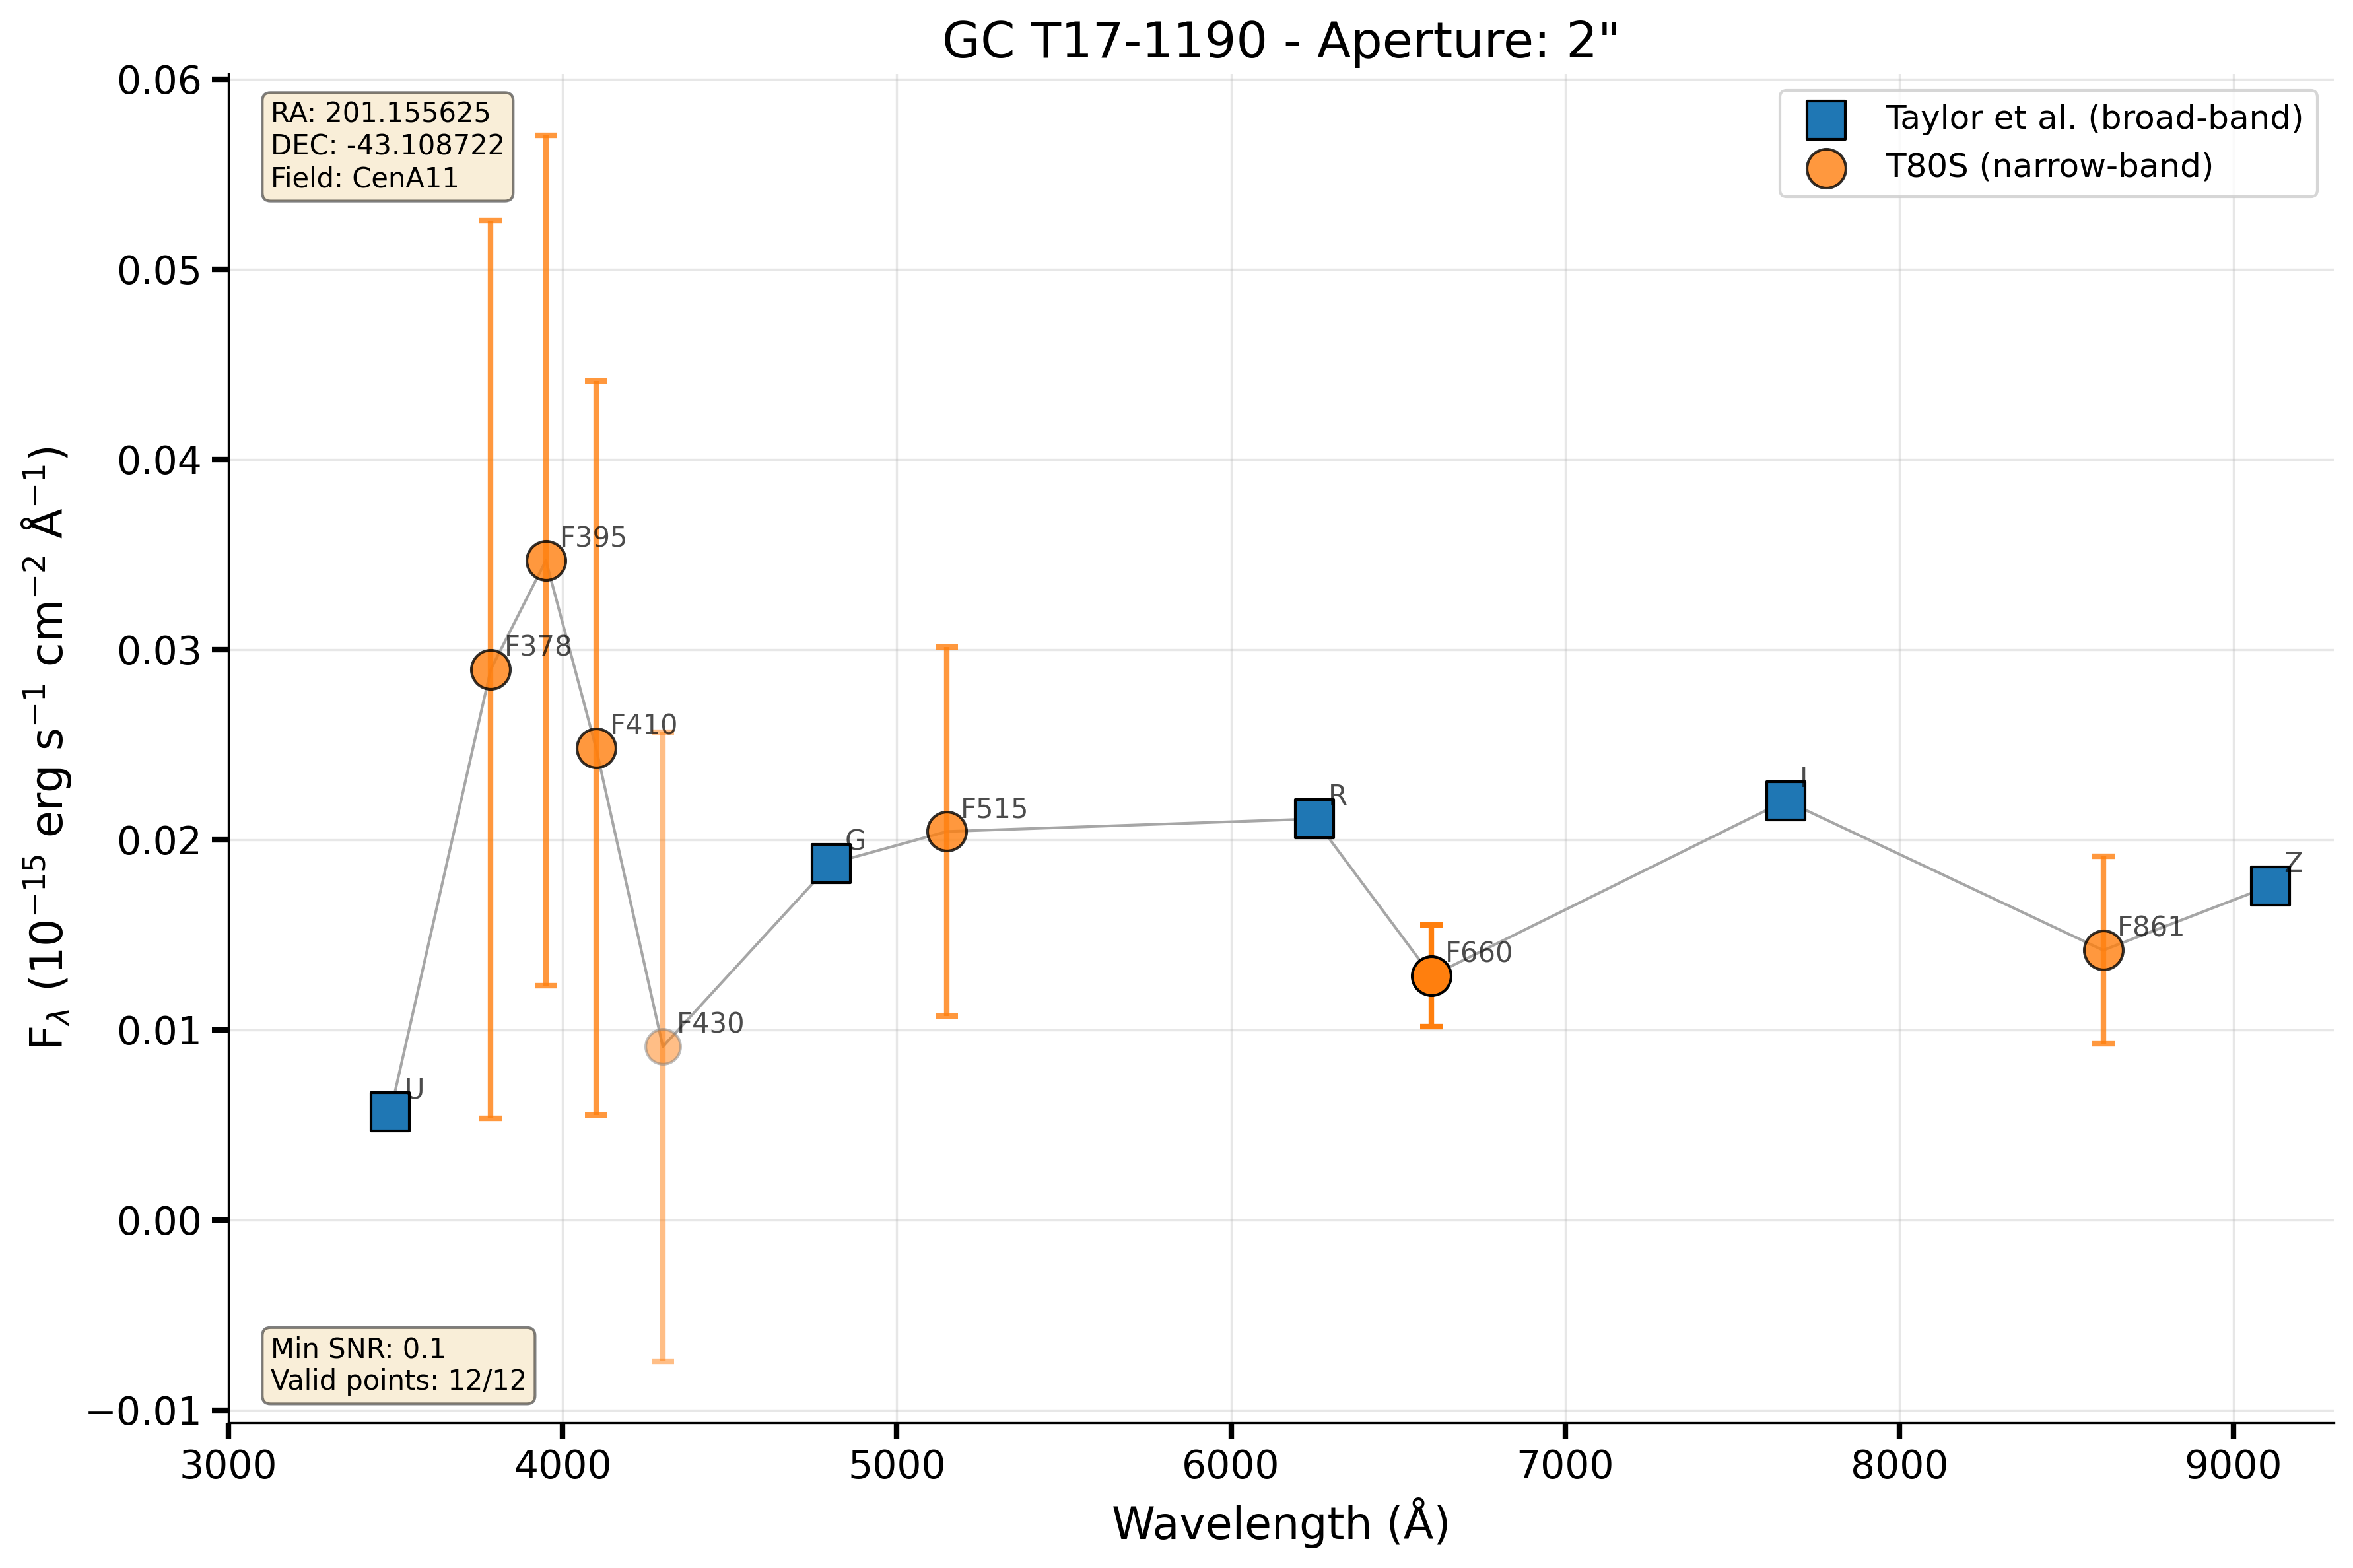 GC T17-1190 - Aperture: 2"
RA: 201.155625
DEC: -43.108722
Field: CenA11
Taylor et al. (broad-band)
T80S (narrow-band)
0.06
0.05
0.04
0.03
0.02
0.01
0.00
−0.01
F_λ (10⁻¹⁵ erg s⁻¹ cm⁻² Å⁻¹)
U
F378
F395
F410
F430
G
F515
R
F660
I
F861
Z
Min SNR: 0.1
Valid points: 12/12
3000 4000 5000 6000 7000 8000 9000
Wavelength (Å)